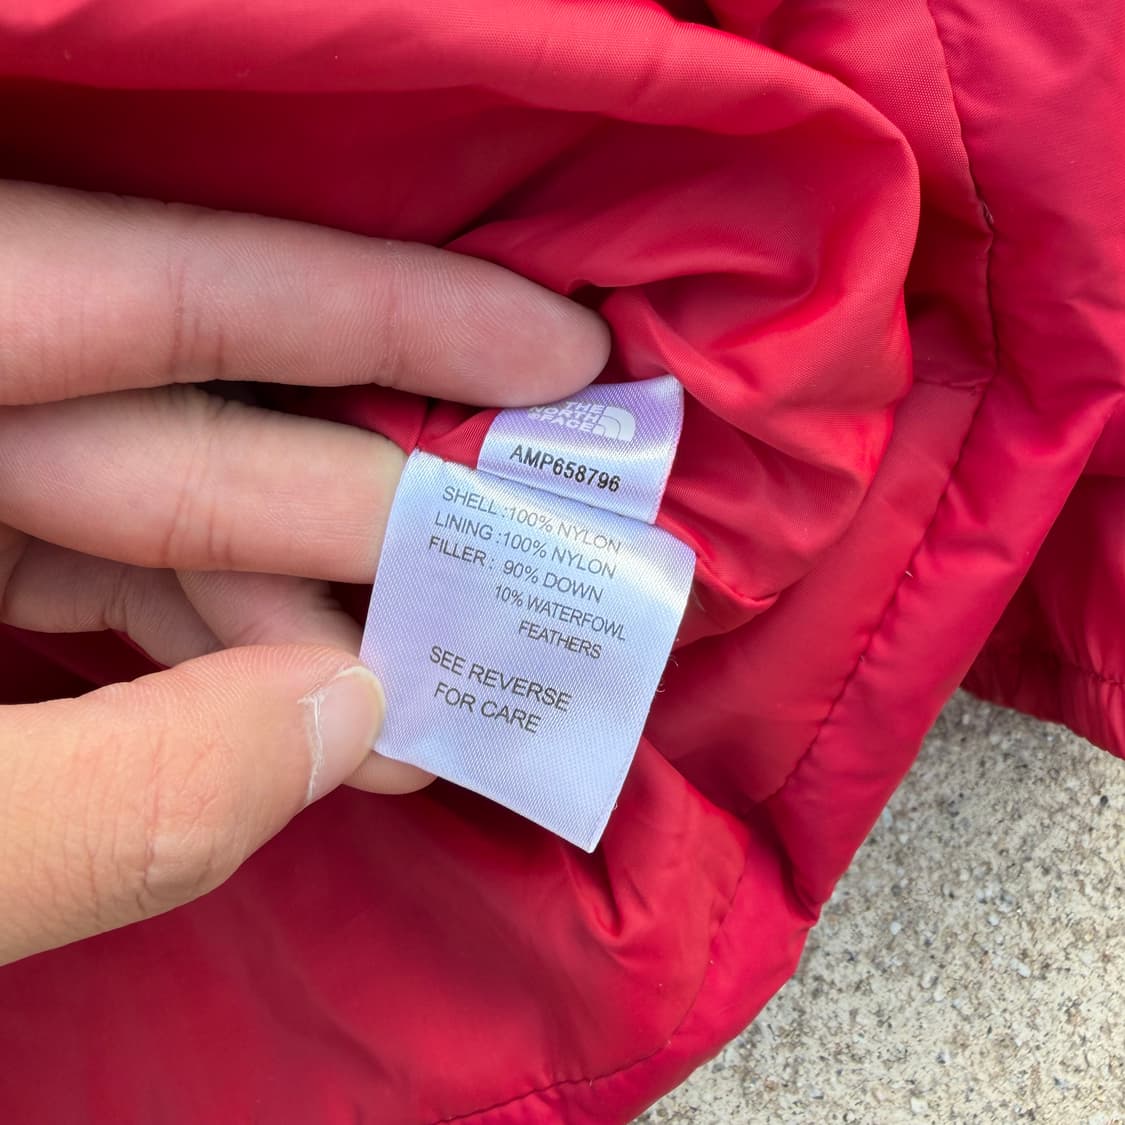 THE
NORTH
FACE
AMP658796
SHELL :100% NYLON
LINING :100% NYLON
FILLER : 90% DOWN
10% WATERFOWL
FEATHERS
SEE REVERSE
FOR CARE